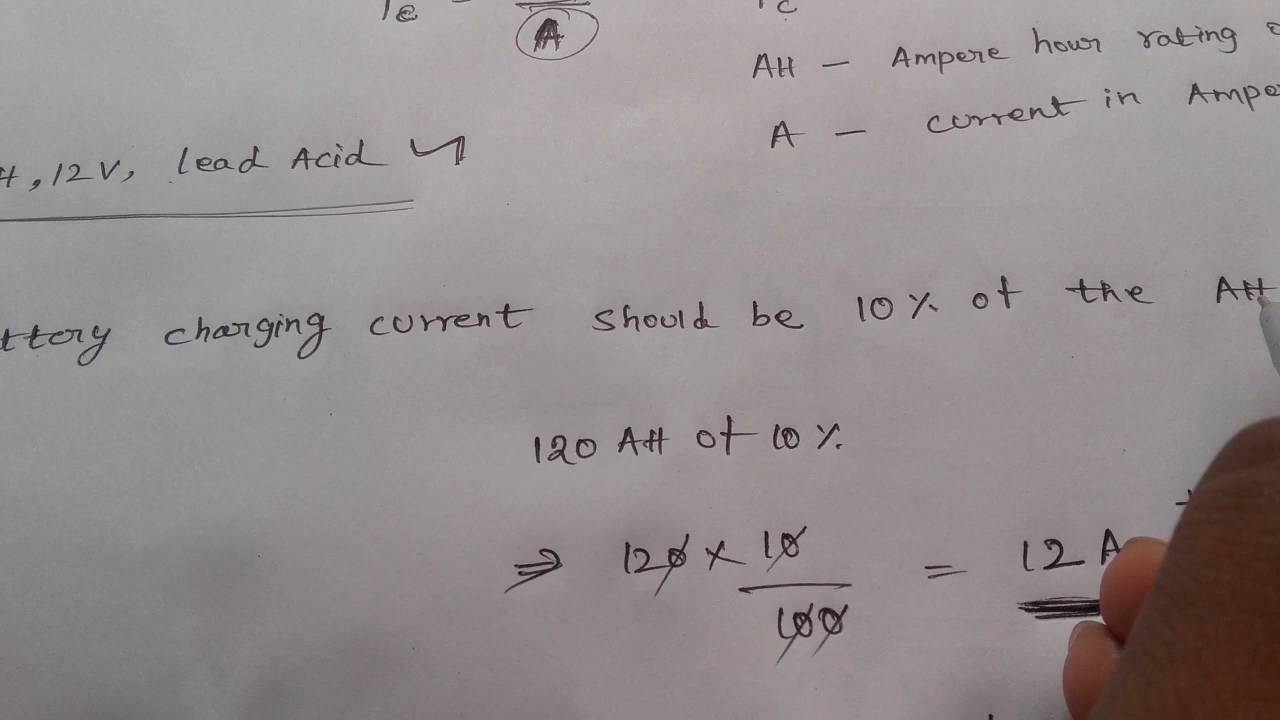 Tc
A
AH - Ampere hour rating
A - current in Ampe
H, 12V, lead Acid
ttery charging current should be 10% of the AH
120 AH of 10%
⇒ 120 × 10/100 = 12 A